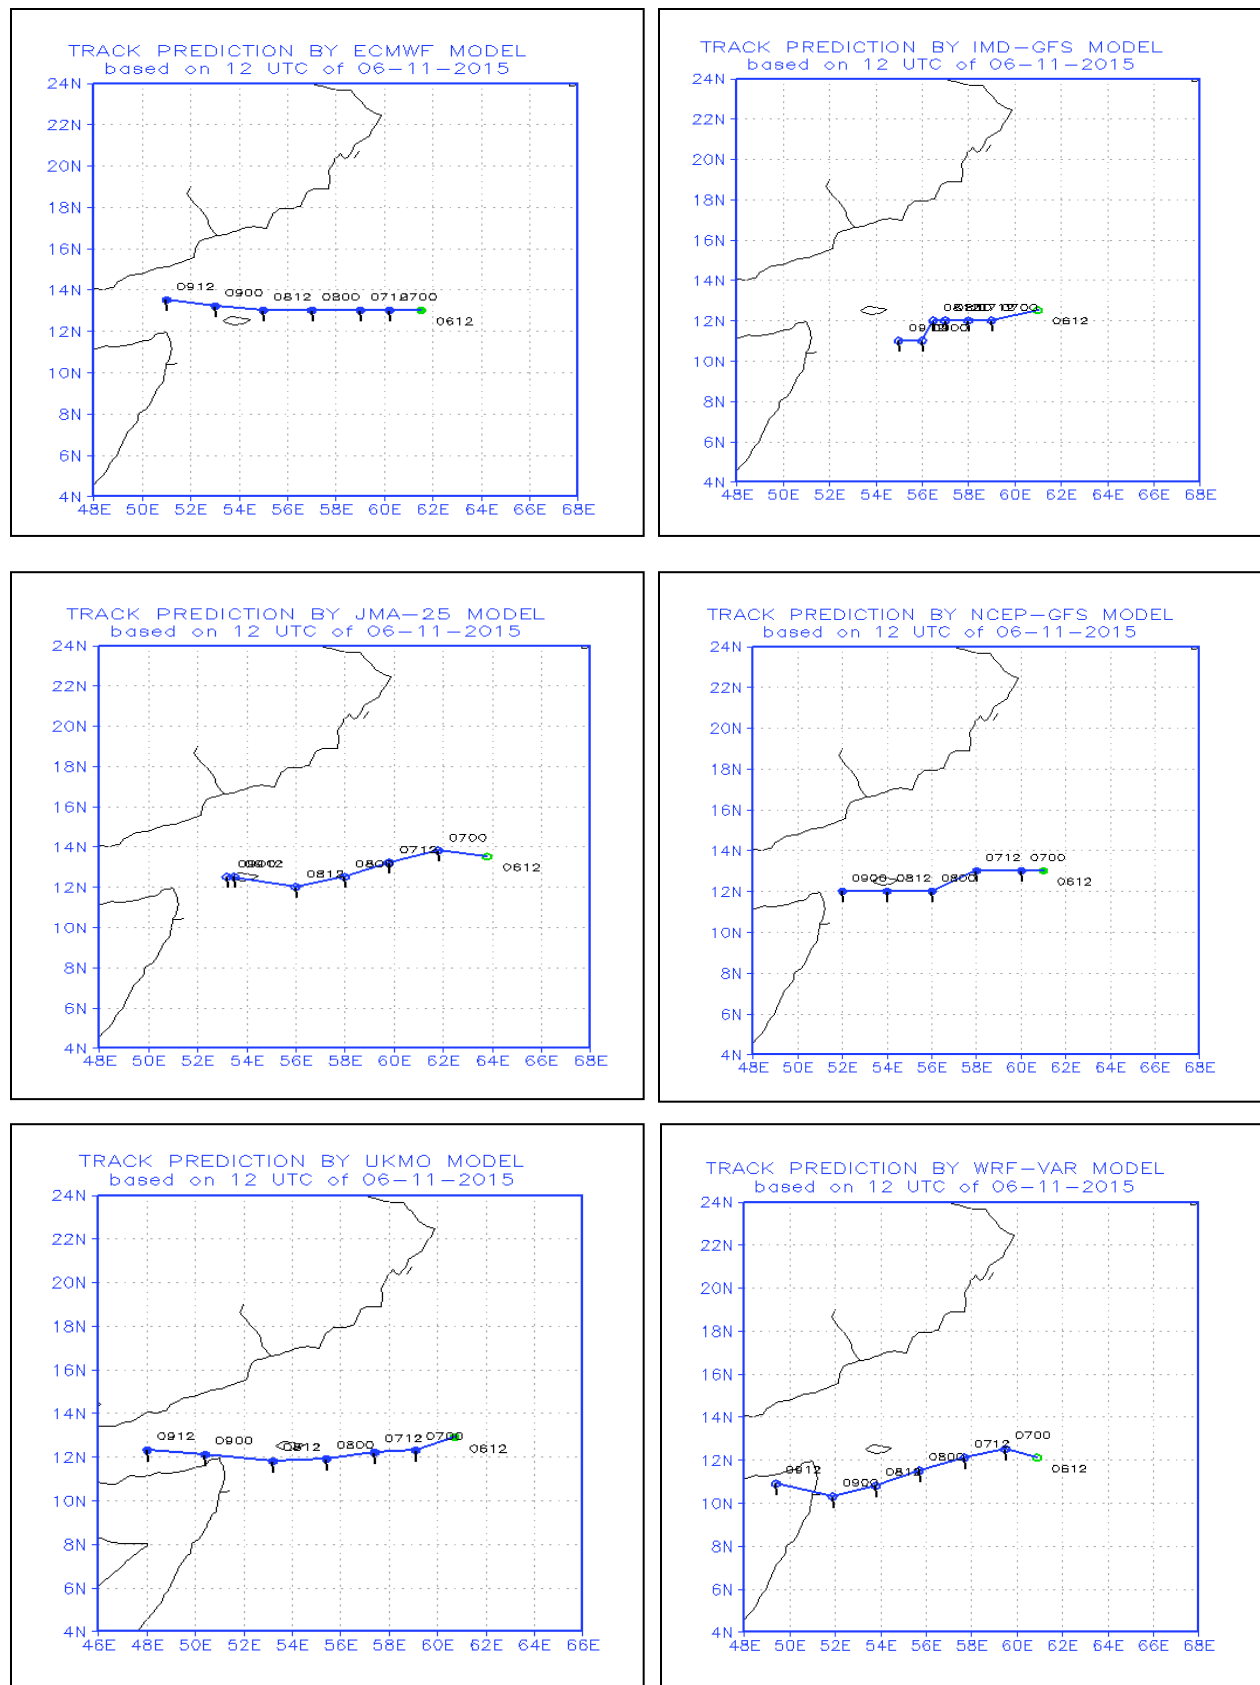 TRACK PREDICTION BY ECMWF MODEL
based on 12 UTC of 06-11-2015
24N
22N
20N
18N
16N
14N
12N
10N
8N
6N
4N
0912 0900 0812 0800 0712 0700
0612
48E 50E 52E 54E 56E 58E 60E 62E 64E 66E 68E
TRACK PREDICTION BY IMD-GFS MODEL
based on 12 UTC of 06-11-2015
24N
22N
20N
18N
16N
14N
12N
10N
8N
6N
4N
0700
0612
48E 50E 52E 54E 56E 58E 60E 62E 64E 66E 68E
TRACK PREDICTION BY JMA-25 MODEL
based on 12 UTC of 06-11-2015
24N
22N
20N
18N
16N
14N
12N
10N
8N
6N
4N
0812 0800 0712 0700
0612
48E 50E 52E 54E 56E 58E 60E 62E 64E 66E 68E
TRACK PREDICTION BY NCEP-GFS MODEL
based on 12 UTC of 06-11-2015
24N
22N
20N
18N
16N
14N
12N
10N
8N
6N
4N
0900 0812 0800 0712 0700
0612
48E 50E 52E 54E 56E 58E 60E 62E 64E 66E 68E
TRACK PREDICTION BY UKMO MODEL
based on 12 UTC of 06-11-2015
24N
22N
20N
18N
16N
14N
12N
10N
8N
6N
4N
0912 0900 0812 0800 0712 0700
0612
46E 48E 50E 52E 54E 56E 58E 60E 62E 64E 66E
TRACK PREDICTION BY WRF-VAR MODEL
based on 12 UTC of 06-11-2015
24N
22N
20N
18N
16N
14N
12N
10N
8N
6N
4N
0912 0900 0812 0800 0712 0700
0612
48E 50E 52E 54E 56E 58E 60E 62E 64E 66E 68E